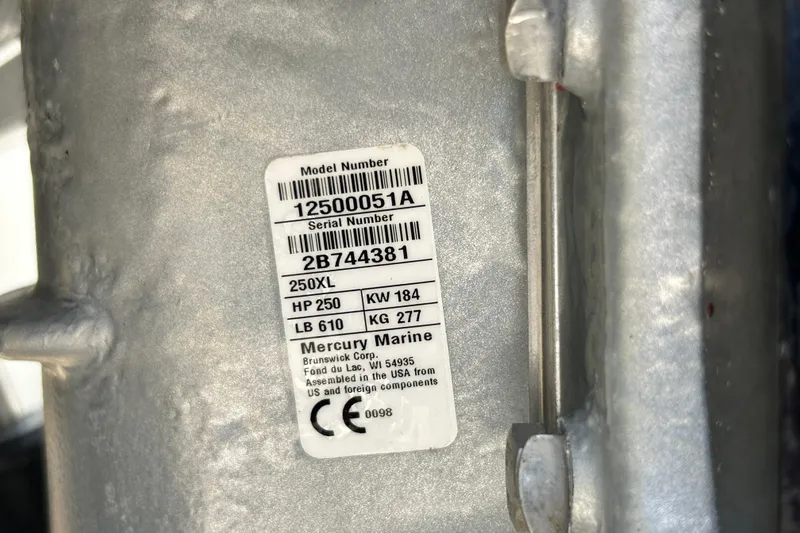 Model Number
12500051A
Serial Number
2B744381
250XL
HP 250 KW 184
LB 610 KG 277
Mercury Marine
Brunswick Corp.
Fond du Lac, WI 54935
Assembled in the USA from
US and foreign components
CE 0098